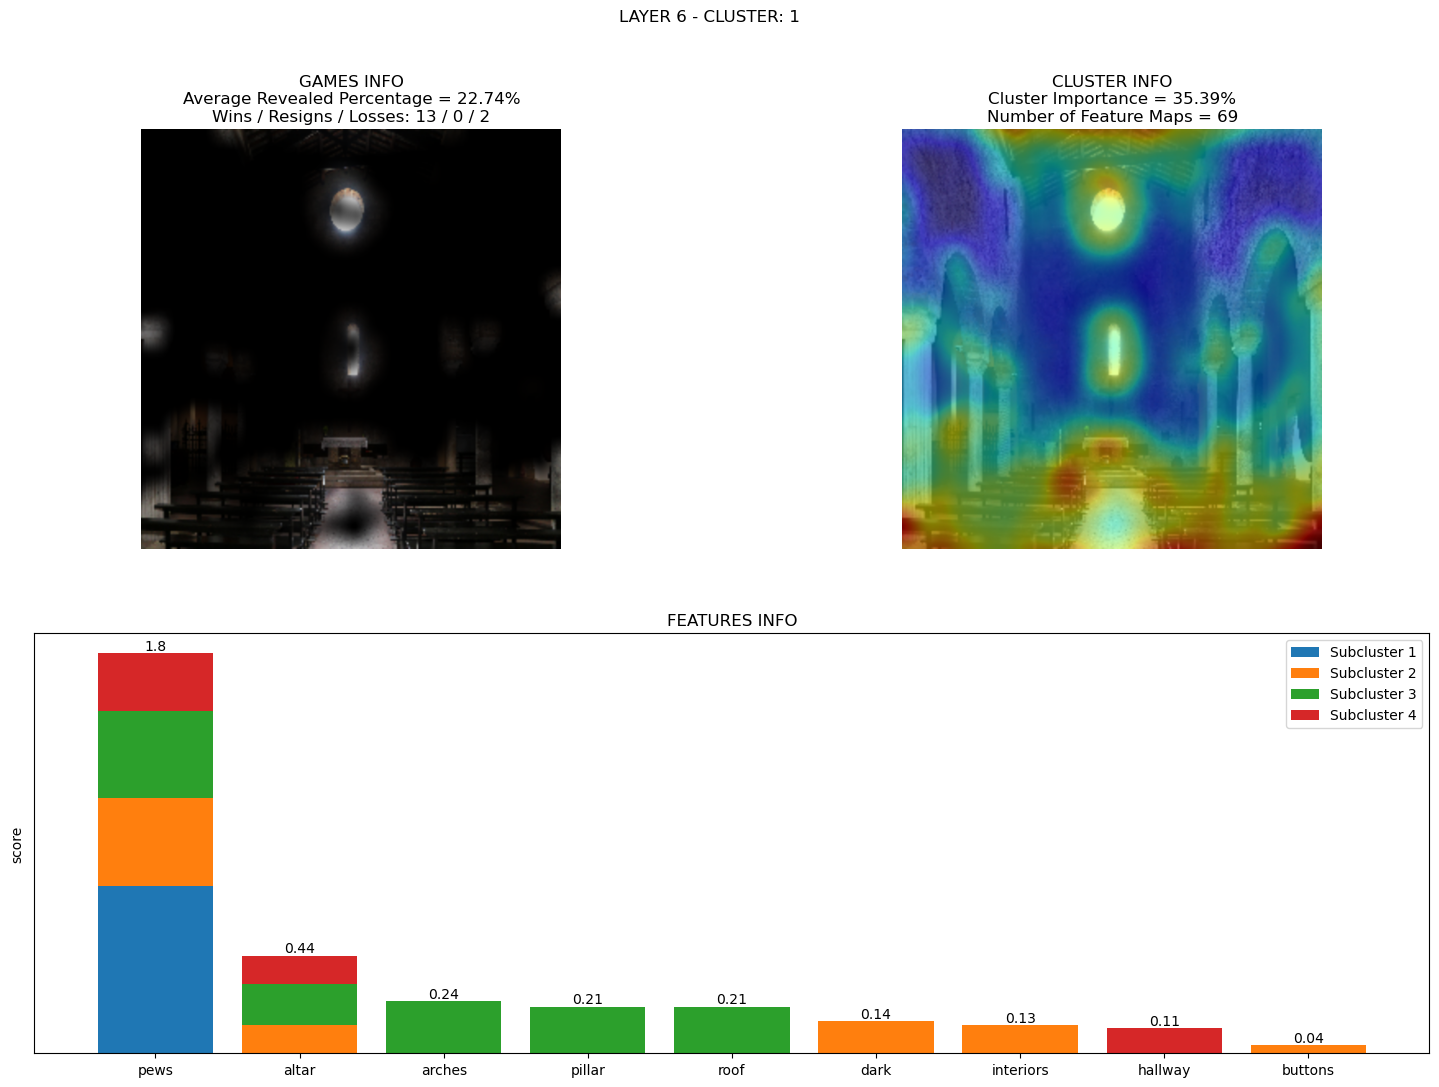 LAYER 6 - CLUSTER: 1
GAMES INFO
Average Revealed Percentage = 22.74%
Wins / Resigns / Losses: 13 / 0 / 2
CLUSTER INFO
Cluster Importance = 35.39%
Number of Feature Maps = 69
FEATURES INFO
score
1.8
0.44
0.24
0.21
0.21
0.14
0.13
0.11
0.04
Subcluster 1
Subcluster 2
Subcluster 3
Subcluster 4
pews
altar
arches
pillar
roof
dark
interiors
hallway
buttons